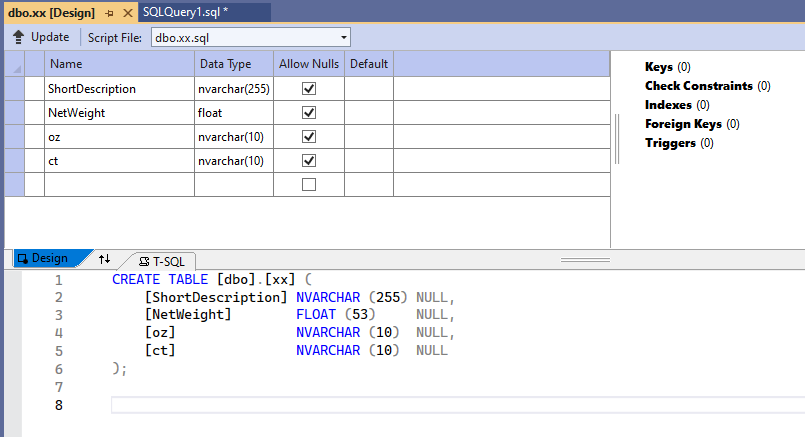 dbo.xx [Design] SQLQuery1.sql *
Update Script File: dbo.xx.sql
Name Data Type Allow Nulls Default
ShortDescription nvarchar(255)
NetWeight float
oz nvarchar(10)
ct nvarchar(10)
Keys (0)
Check Constraints (0)
Indexes (0)
Foreign Keys (0)
Triggers (0)
Design T-SQL
1 CREATE TABLE [dbo].[xx] (
2 [ShortDescription] NVARCHAR (255) NULL,
3 [NetWeight] FLOAT (53) NULL,
4 [oz] NVARCHAR (10) NULL,
5 [ct] NVARCHAR (10) NULL
6 );
7
8